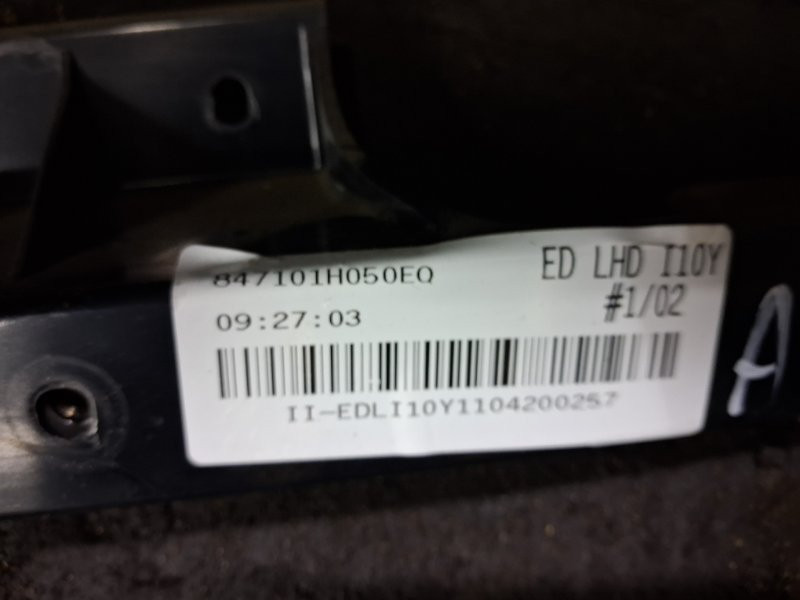 847101H050EQ
ED LHD I10Y
#1/02
09:27:03
II-EDLI10Y1104200257
A